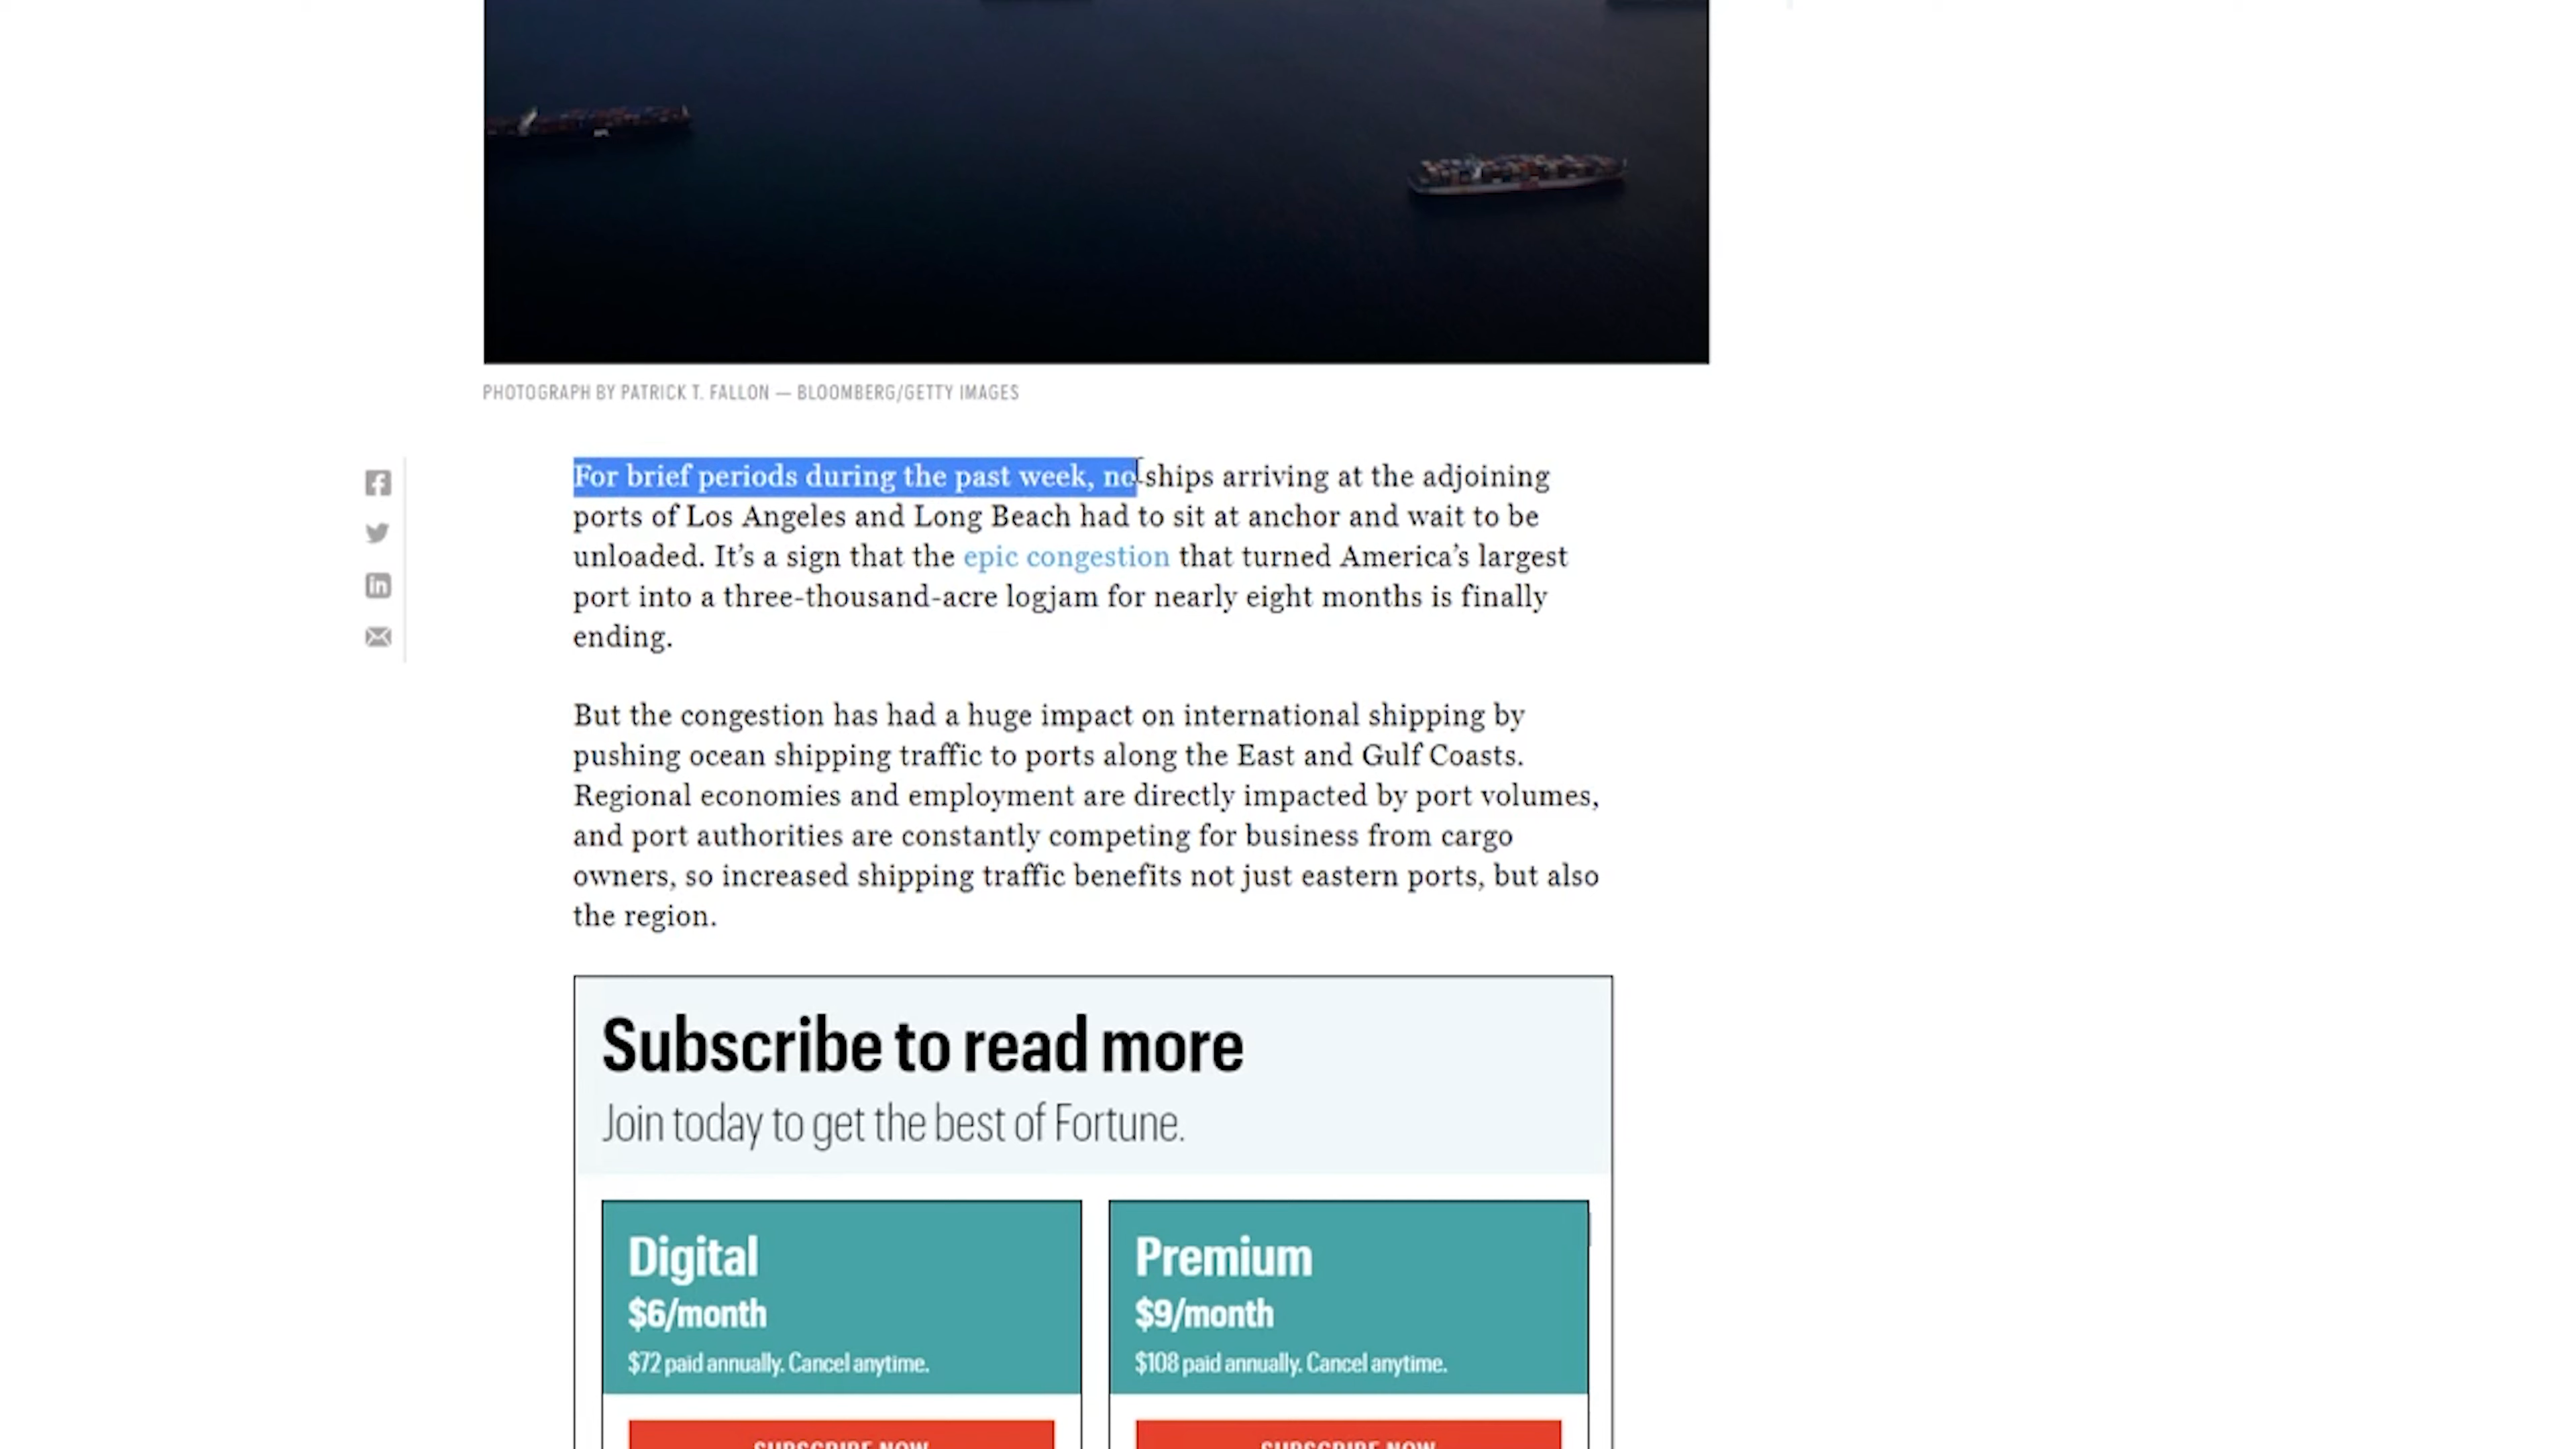 PHOTOGRAPH BY PATRICK T. FALLON — BLOOMBERG/GETTY IMAGES
For brief periods during the past week, no ships arriving at the adjoining
ports of Los Angeles and Long Beach had to sit at anchor and wait to be
unloaded. It’s a sign that the epic congestion that turned America’s largest
port into a three-thousand-acre logjam for nearly eight months is finally
ending.
But the congestion has had a huge impact on international shipping by
pushing ocean shipping traffic to ports along the East and Gulf Coasts.
Regional economies and employment are directly impacted by port volumes,
and port authorities are constantly competing for business from cargo
owners, so increased shipping traffic benefits not just eastern ports, but also
the region.
Subscribe to read more
Join today to get the best of Fortune.
Digital
$6/month
$72 paid annually. Cancel anytime.
SUBSCRIBE NOW
Premium
$9/month
$108 paid annually. Cancel anytime.
SUBSCRIBE NOW